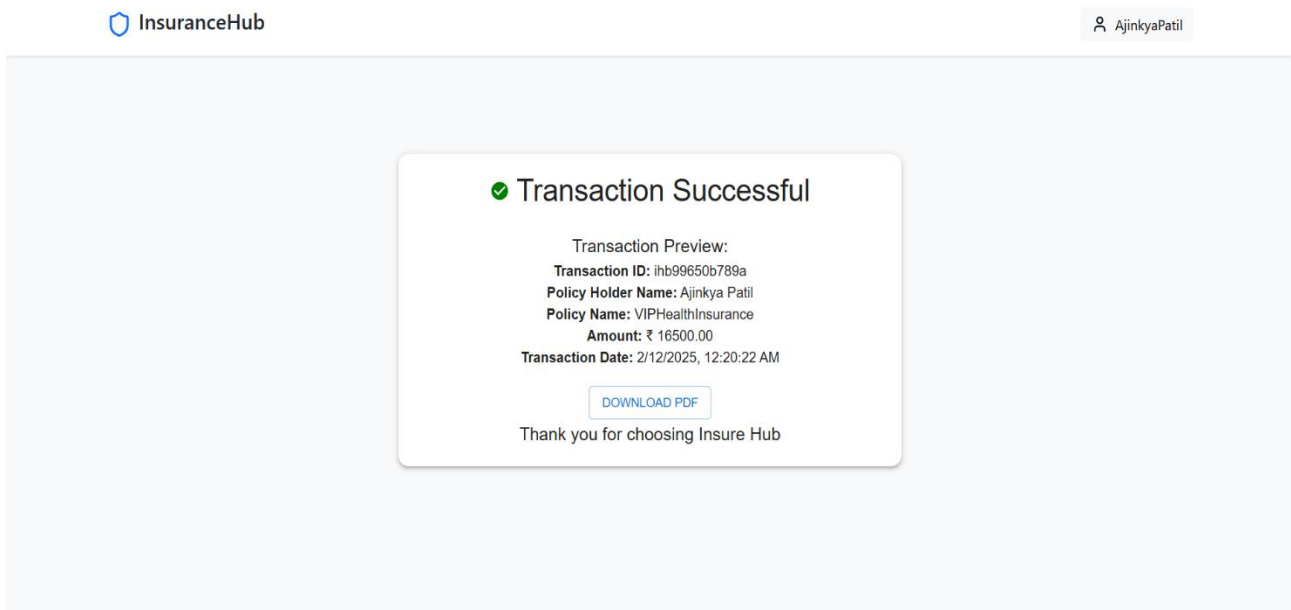 InsuranceHub
AjinkyaPatil
Transaction Successful
Transaction Preview:
Transaction ID: ihb99650b789a
Policy Holder Name: Ajinkya Patil
Policy Name: VIPHealthInsurance
Amount: ₹ 16500.00
Transaction Date: 2/12/2025, 12:20:22 AM
DOWNLOAD PDF
Thank you for choosing Insure Hub